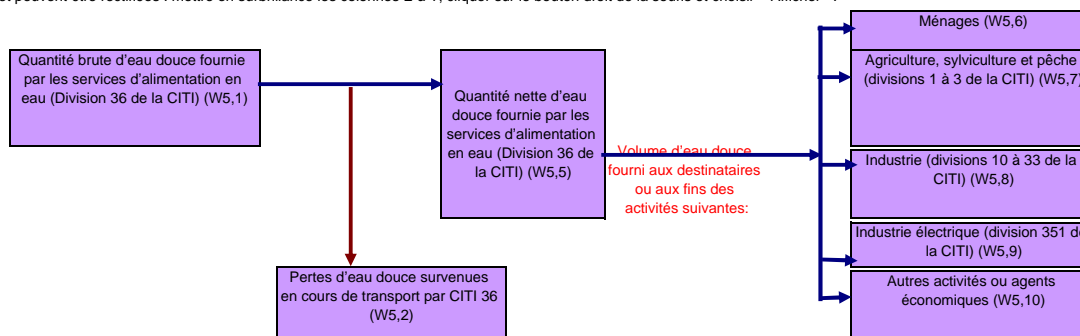 Quantité brute d'eau douce fournie
par les services d'alimentation en
eau (Division 36 de la CITI) (W5,1)
Quantité nette d'eau
douce fournie par les
services d'alimentation
en eau (Division 36 de
la CITI) (W5,5)
Pertes d'eau douce survenues
en cours de transport par CITI 36
(W5,2)
Volume d'eau douce
fourni aux destinataires
ou aux fins des
activités suivantes:
Ménages (W5,6)
Agriculture, sylviculture et pêche
(divisions 1 à 3 de la CITI) (W5,7)
Industrie (divisions 10 à 33 de la
CITI) (W5,8)
Industrie électrique (division 351 de
la CITI) (W5,9)
Autres activités ou agents
économiques (W5,10)